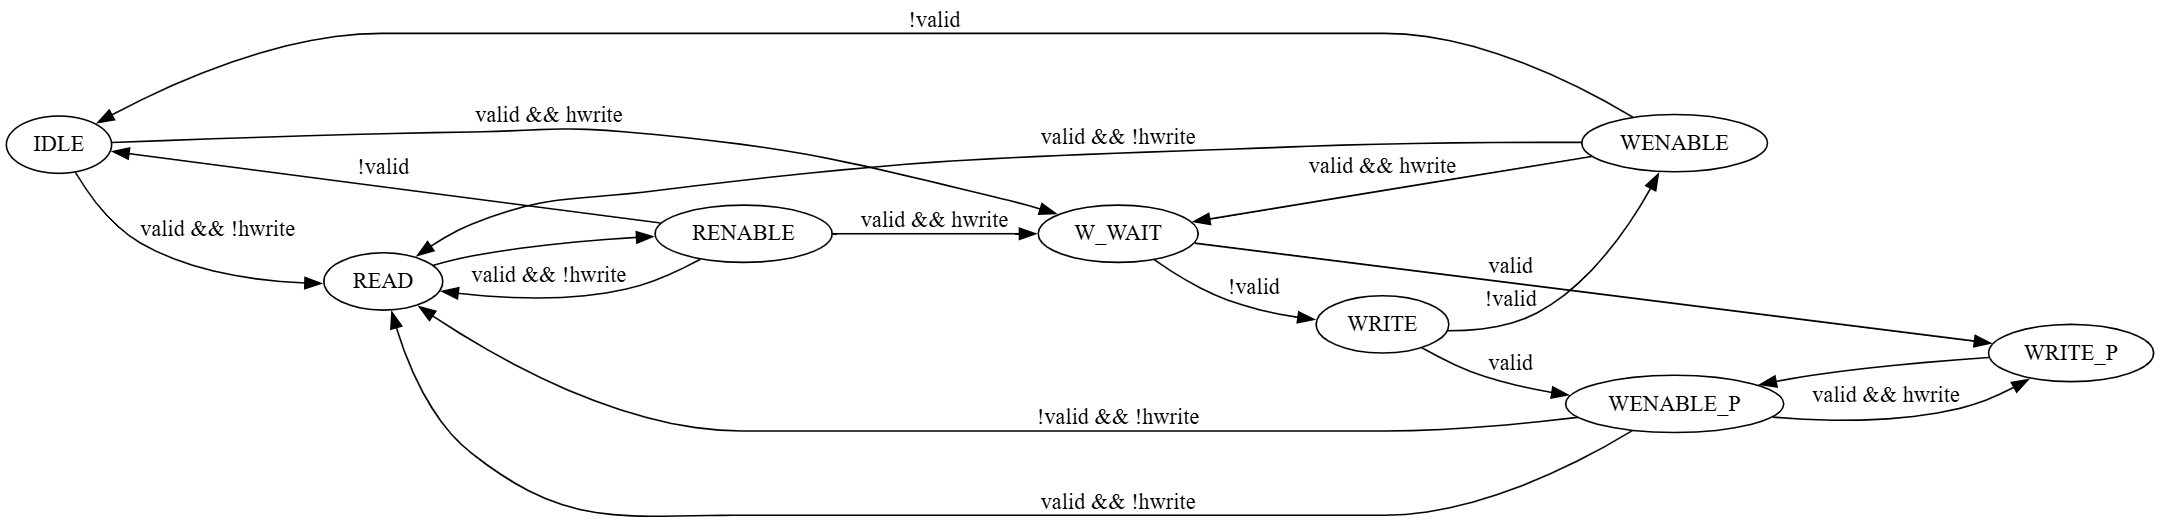 !valid
valid && hwrite
valid && !hwrite
WENABLE
IDLE
!valid
valid && hwrite
valid && !hwrite
RENABLE
valid && hwrite
W_WAIT
valid
READ
valid && !hwrite
!valid
!valid
WRITE
WRITE_P
valid
WENABLE_P
valid && hwrite
!valid && !hwrite
valid && !hwrite